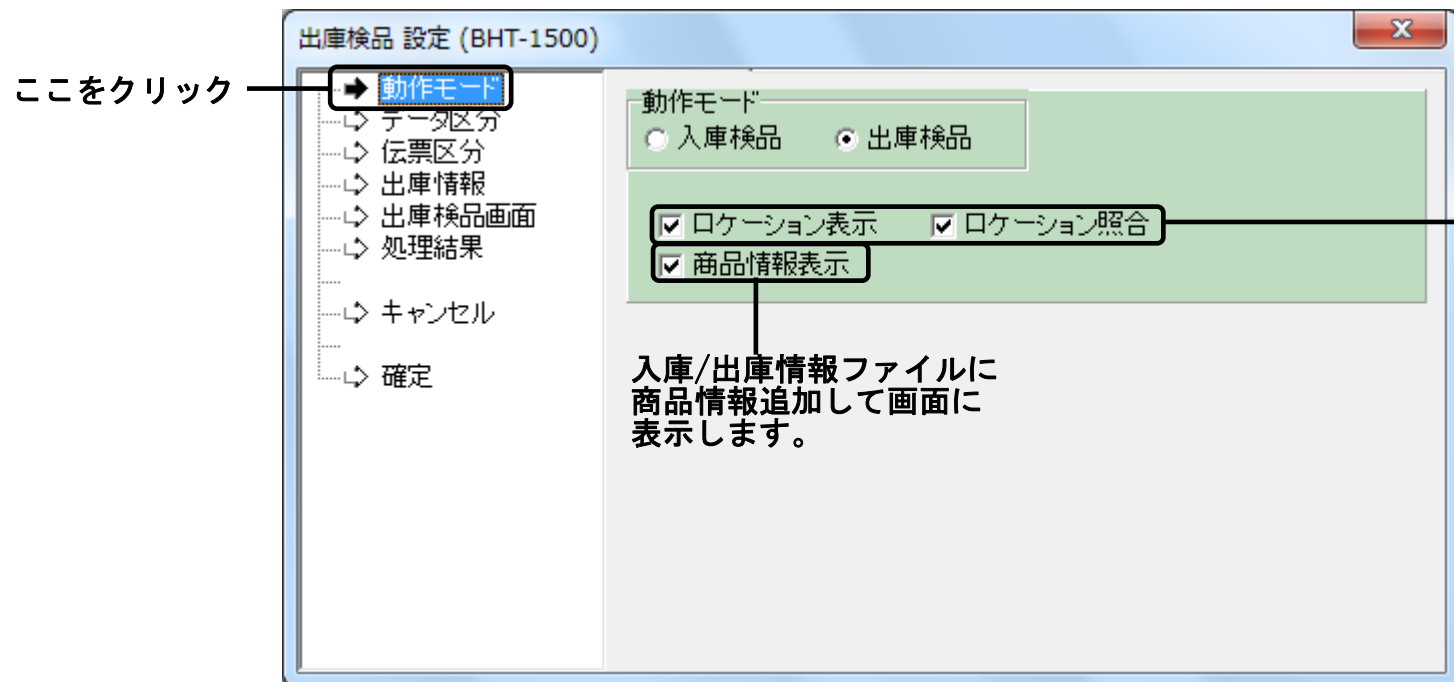 出庫検品 設定 (BHT-1500)
ここをクリック
動作モード
データ区分
伝票区分
出庫情報
出庫検品画面
処理結果
キャンセル
確定
動作モード
入庫検品 出庫検品
ロケーション表示 ロケーション照合
商品情報表示
入庫/出庫情報ファイルに
商品情報追加して画面に
表示します。